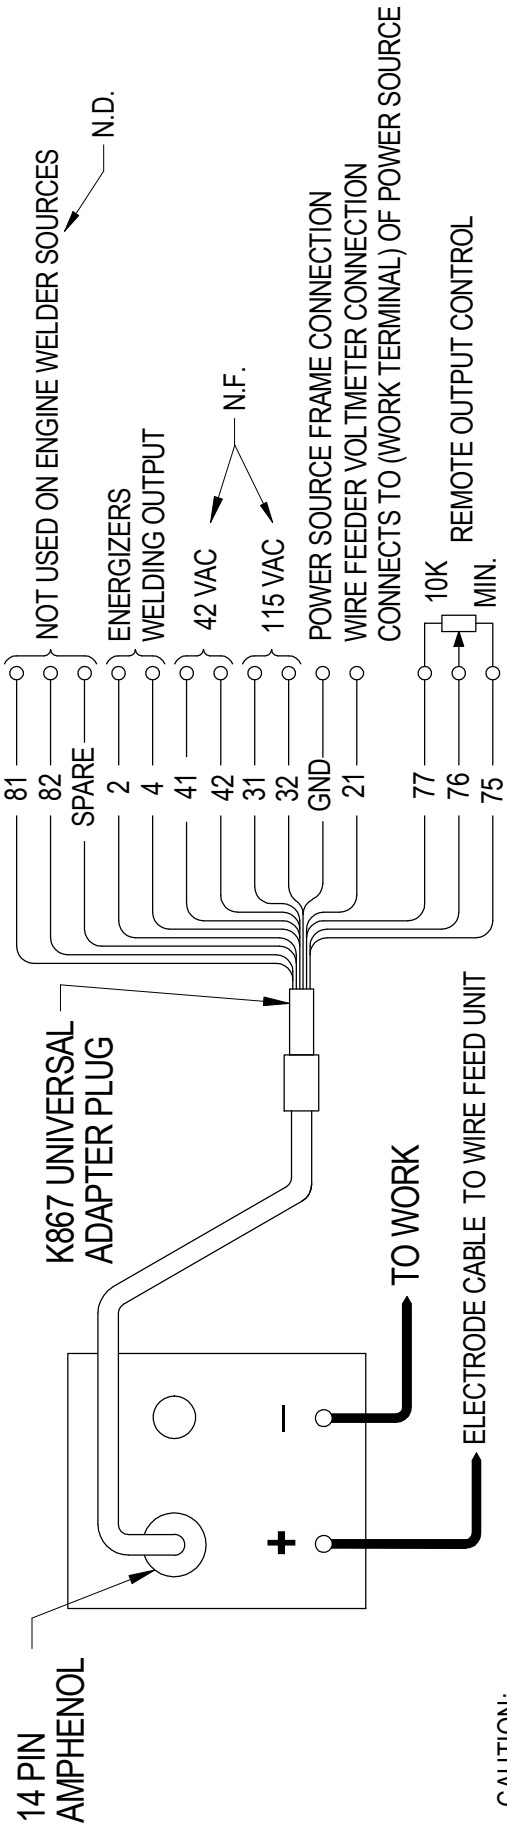 14 PIN
AMPHENOL
K867 UNIVERSAL
ADAPTER PLUG
81
82
SPARE
2
4
41
42
31
32
GND
21
77
76
75
NOT USED ON ENGINE WELDER SOURCES
N.D.
ENERGIZERS
WELDING OUTPUT
42 VAC
115 VAC
N.F.
POWER SOURCE FRAME CONNECTION
WIRE FEEDER VOLTMETER CONNECTION
CONNECTS TO (WORK TERMINAL) OF POWER SOURCE
10K
MIN.
REMOTE OUTPUT CONTROL
+
–
TO WORK
ELECTRODE CABLE TO WIRE FEED UNIT
CAUTION: